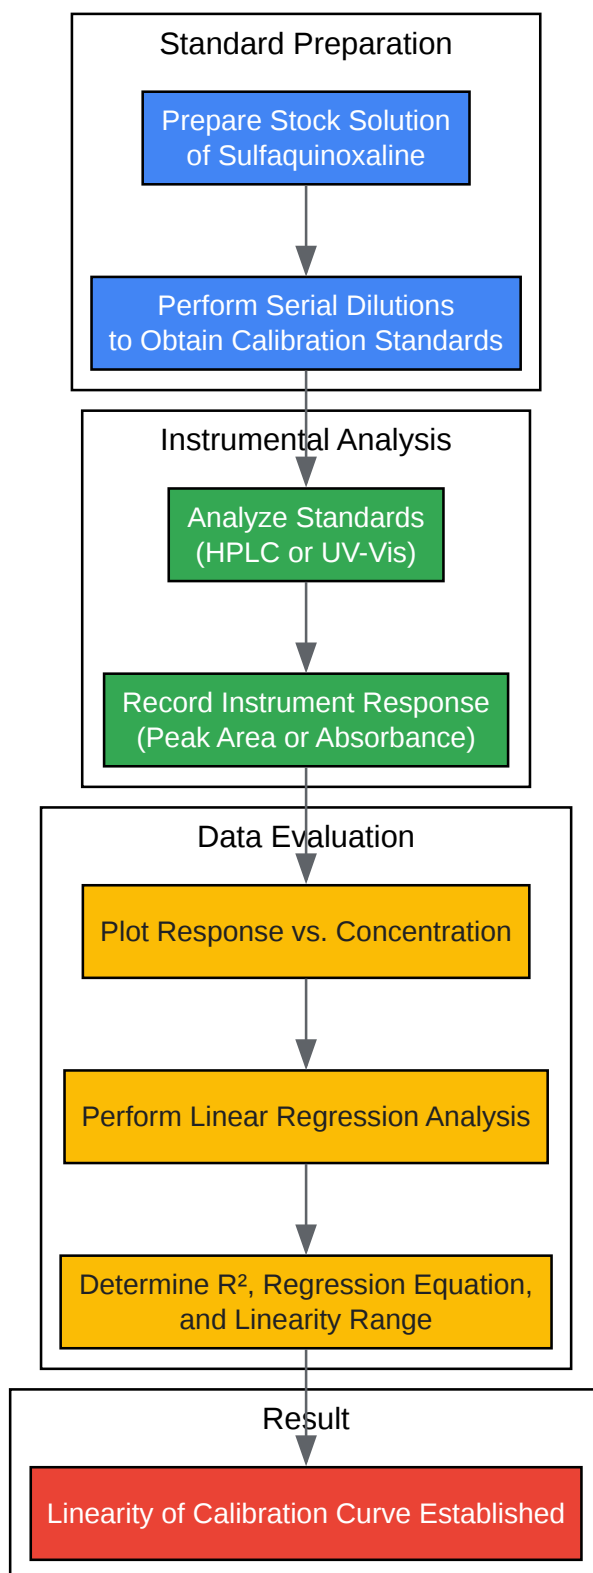 Standard Preparation
Prepare Stock Solution
of Sulfaquinoxaline
Perform Serial Dilutions
to Obtain Calibration Standards
Instrumental Analysis
Analyze Standards
(HPLC or UV-Vis)
Record Instrument Response
(Peak Area or Absorbance)
Data Evaluation
Plot Response vs. Concentration
Perform Linear Regression Analysis
Determine R², Regression Equation,
and Linearity Range
Result
Linearity of Calibration Curve Established